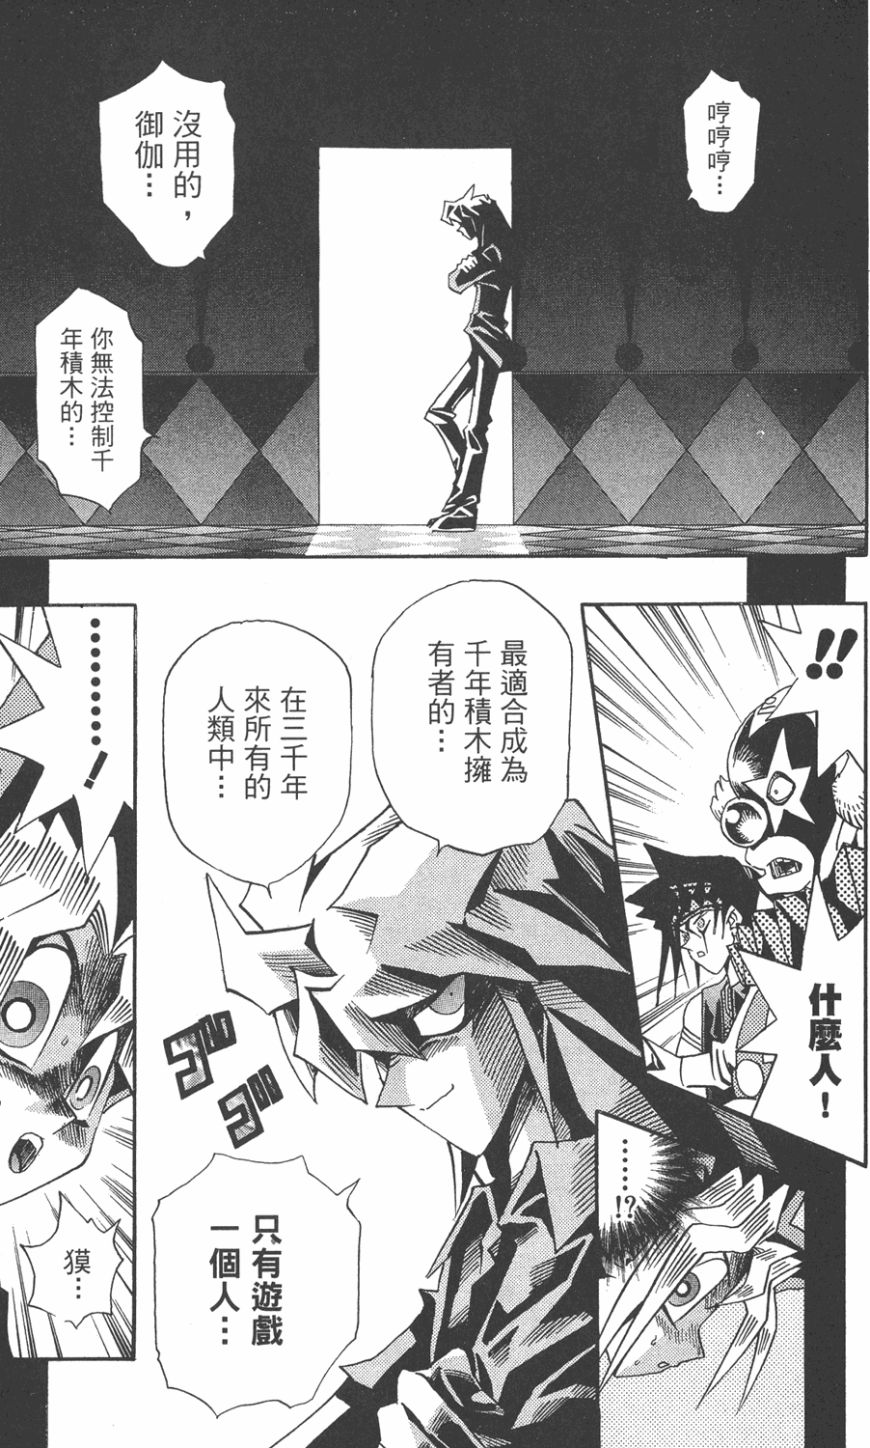 哼哼哼…
沒用的，
御伽…
你無法控制千
年積木的…
!!
什麼人！
……!?
最適合成為
千年積木擁
有者的…
在三千年
來所有的
人類中…
只有遊戲
一個人…
………！
獏…